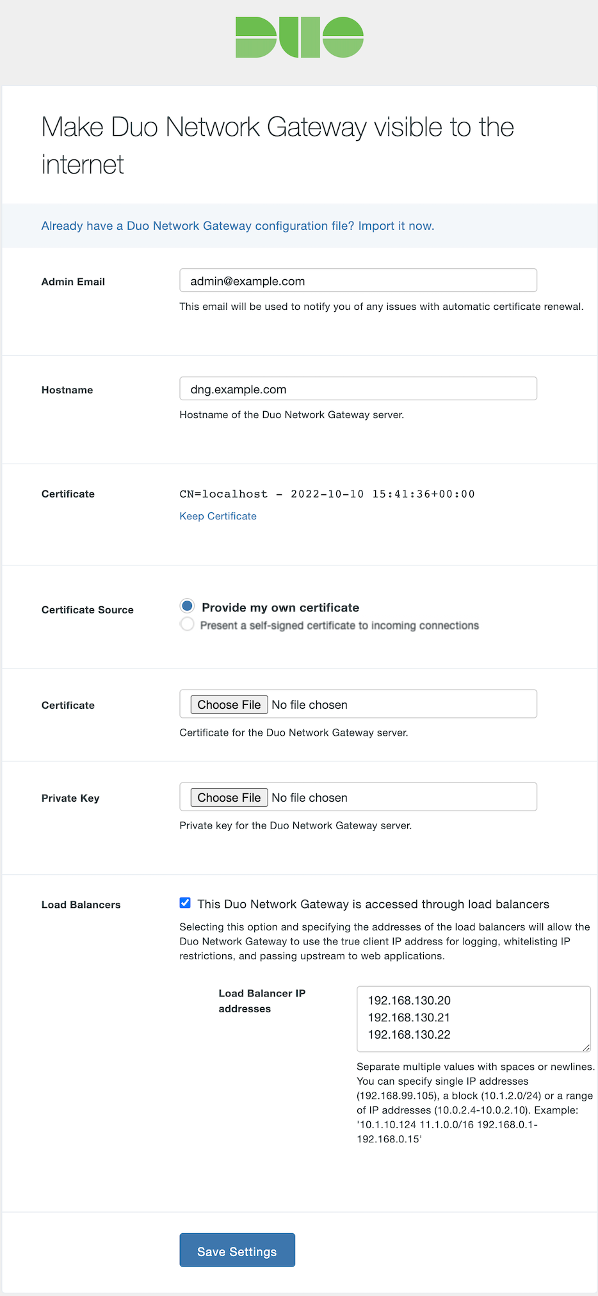 DUO
Make Duo Network Gateway visible to the
internet
Already have a Duo Network Gateway configuration file? Import it now.
Admin Email
admin@example.com
This email will be used to notify you of any issues with automatic certificate renewal.
Hostname
dng.example.com
Hostname of the Duo Network Gateway server.
Certificate
CN=localhost - 2022-10-10 15:41:36+00:00
Keep Certificate
Certificate Source
Provide my own certificate
Present a self-signed certificate to incoming connections
Certificate
Choose File No file chosen
Certificate for the Duo Network Gateway server.
Private Key
Choose File No file chosen
Private key for the Duo Network Gateway server.
Load Balancers
This Duo Network Gateway is accessed through load balancers
Selecting this option and specifying the addresses of the load balancers will allow the
Duo Network Gateway to use the true client IP address for logging, whitelisting IP
restrictions, and passing upstream to web applications.
Load Balancer IP
addresses
192.168.130.20
192.168.130.21
192.168.130.22
Separate multiple values with spaces or newlines.
You can specify single IP addresses
(192.168.99.105), a block (10.1.2.0/24) or a range
of IP addresses (10.0.2.4-10.0.2.10). Example:
'10.1.10.124 11.1.0.0/16 192.168.0.1-
192.168.0.15'
Save Settings